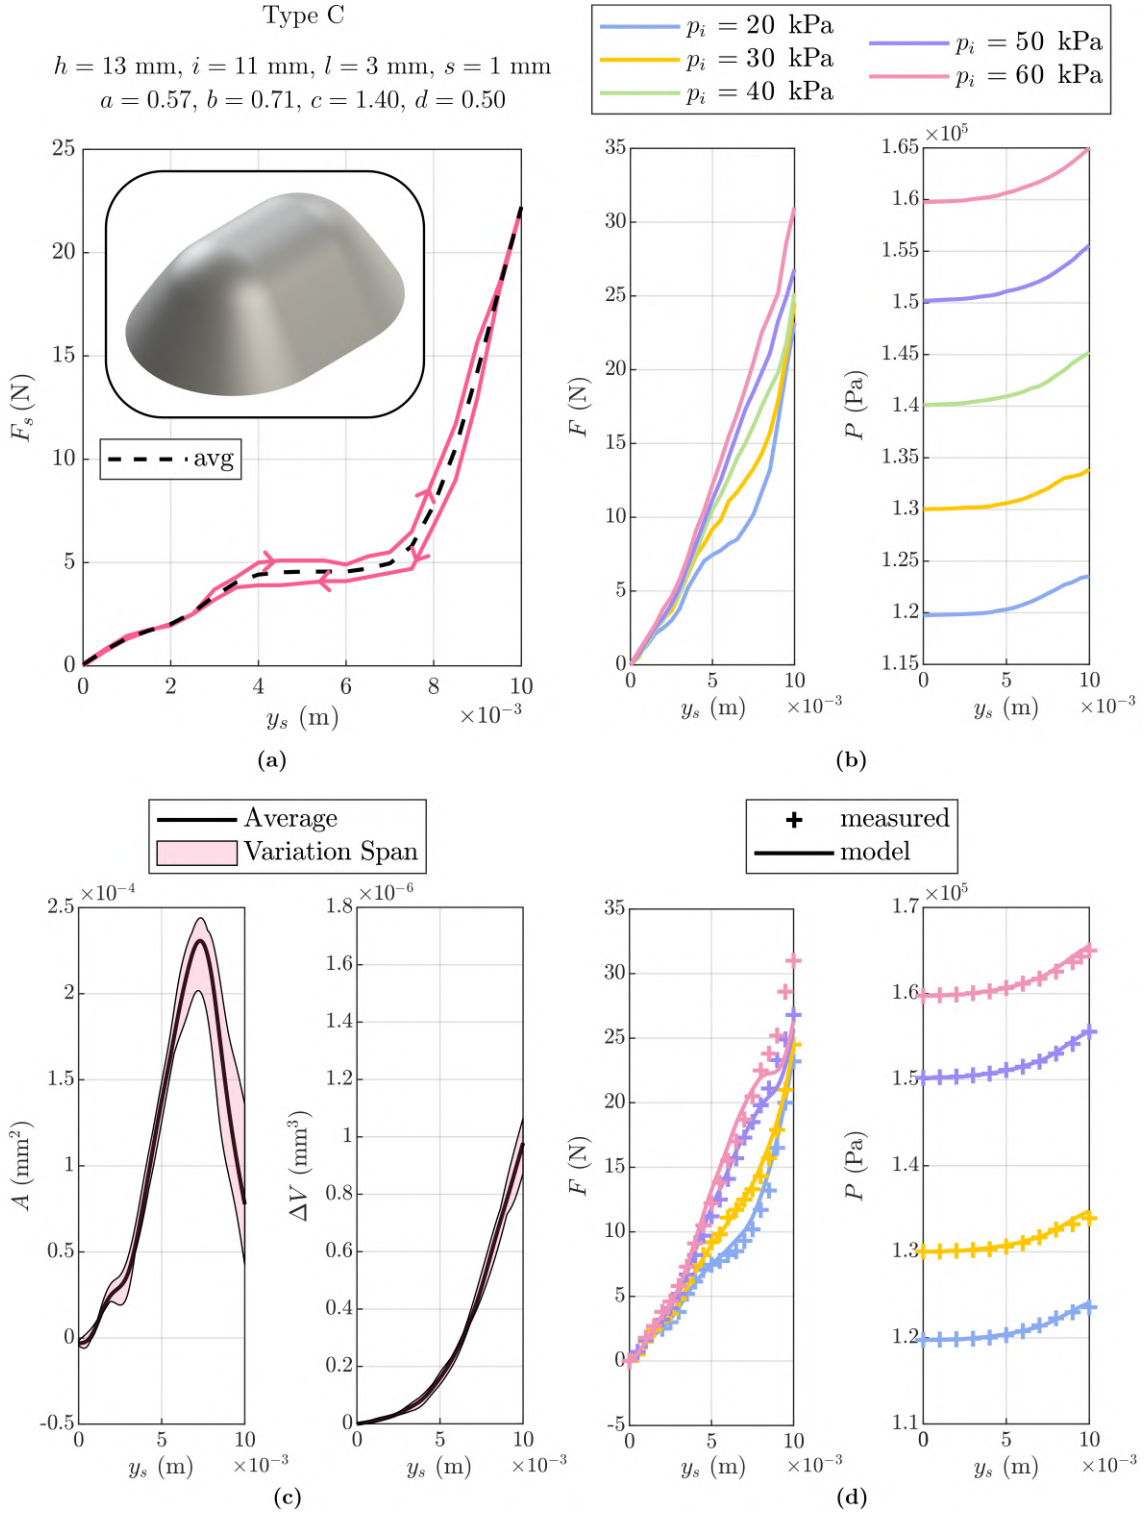 Type C
h = 13 mm, i = 11 mm, l = 3 mm, s = 1 mm
a = 0.57, b = 0.71, c = 1.40, d = 0.50
25
20
15
10
5
0
F_s (N)
avg
0 2 4 6 8 10
y_s (m) ×10⁻³
(a)
p_i = 20 kPa
p_i = 30 kPa
p_i = 40 kPa
p_i = 50 kPa
p_i = 60 kPa
35
30
25
20
15
10
5
0
F (N)
0 5 10
y_s (m) ×10⁻³
×10⁵
1.65
1.6
1.55
1.5
1.45
1.4
1.35
1.3
1.25
1.2
1.15
P (Pa)
0 5 10
y_s (m) ×10⁻³
(b)
Average
Variation Span
×10⁻⁴
2.5
2
1.5
1
0.5
0
-0.5
A (mm²)
0 5 10
y_s (m) ×10⁻³
×10⁻⁶
1.8
1.6
1.4
1.2
1
0.8
0.6
0.4
0.2
0
ΔV (mm³)
0 5 10
y_s (m) ×10⁻³
(c)
measured
model
35
30
25
20
15
10
5
0
-5
F (N)
0 5 10
y_s (m) ×10⁻³
×10⁵
1.7
1.6
1.5
1.4
1.3
1.2
1.1
P (Pa)
0 5 10
y_s (m) ×10⁻³
(d)